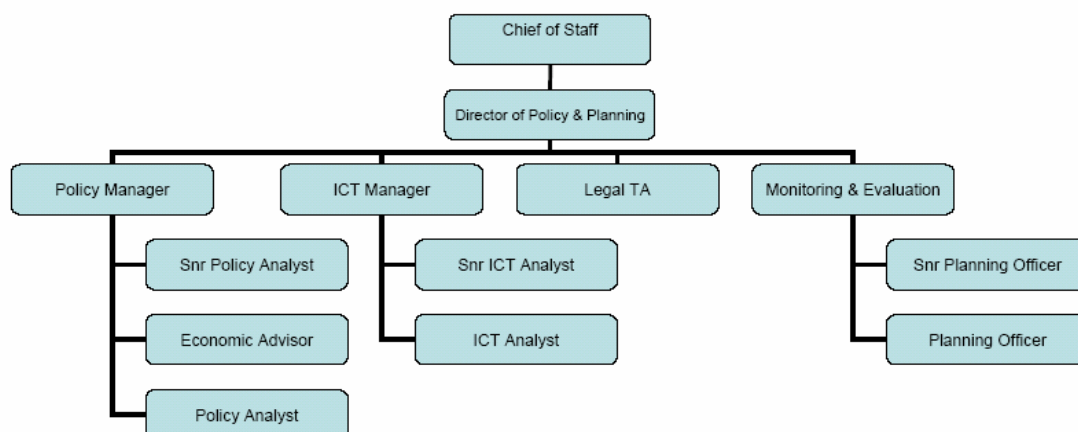 Chief of Staff
Director of Policy & Planning
Policy Manager
ICT Manager
Legal TA
Monitoring & Evaluation
Snr Policy Analyst
Snr ICT Analyst
Snr Planning Officer
Economic Advisor
ICT Analyst
Planning Officer
Policy Analyst